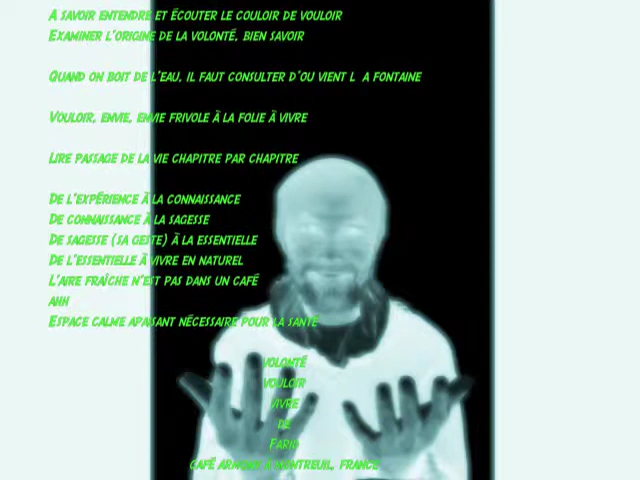 A savoir entendre et écouter le couloir de vouloir
Examiner l'origine de la volonté, bien savoir
Quand on boit de l'eau, il faut consulter d'ou vient l a fontaine
Vouloir, envie, envie frivole à la folie à vivre
Lire passage de la vie chapitre par chapitre
De l'expérience à la connaissance
De connaissance à la sagesse
De sagesse (sa geste) à la essentielle
De l'essentielle à vivre en naturel
L'aire fraîche n'est pas dans un café
ahh
Espace calme apaisant nécessaire pour la santé
volonté
vouloir
vivre
de
Farid
café à Montreuil, France